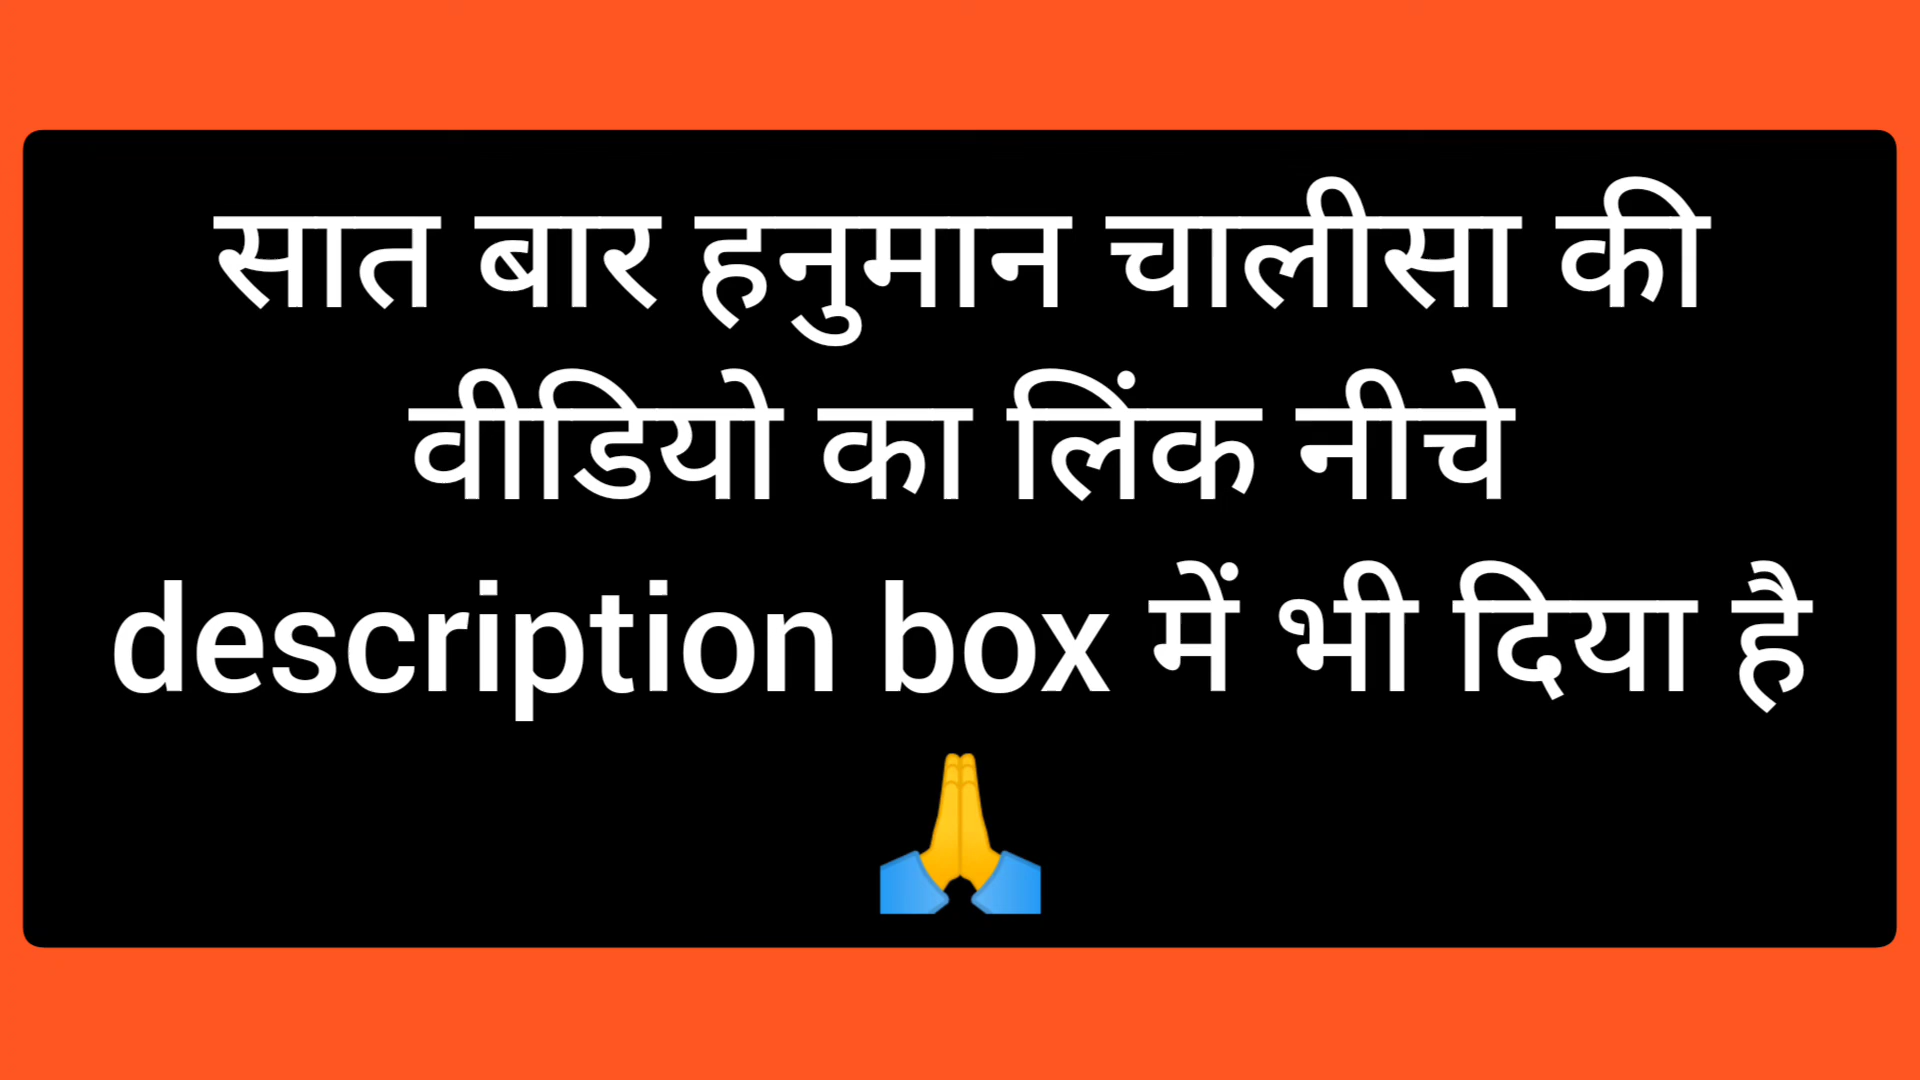 सात बार हनुमान चालीसा की
वीडियो का लिंक नीचे
description box में भी दिया है
🙏